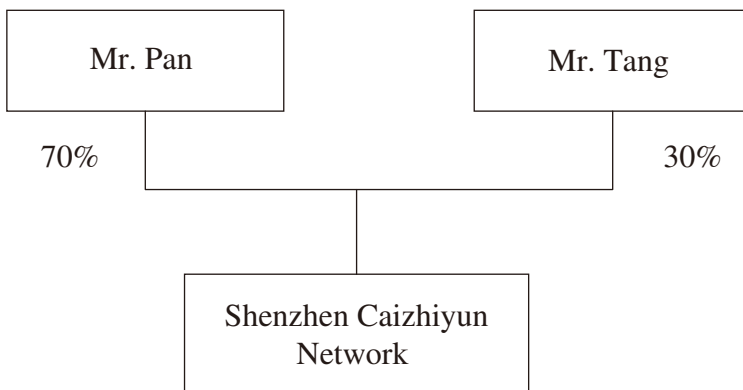 Mr. Pan
Mr. Tang
70%
30%
Shenzhen Caizhiyun
Network